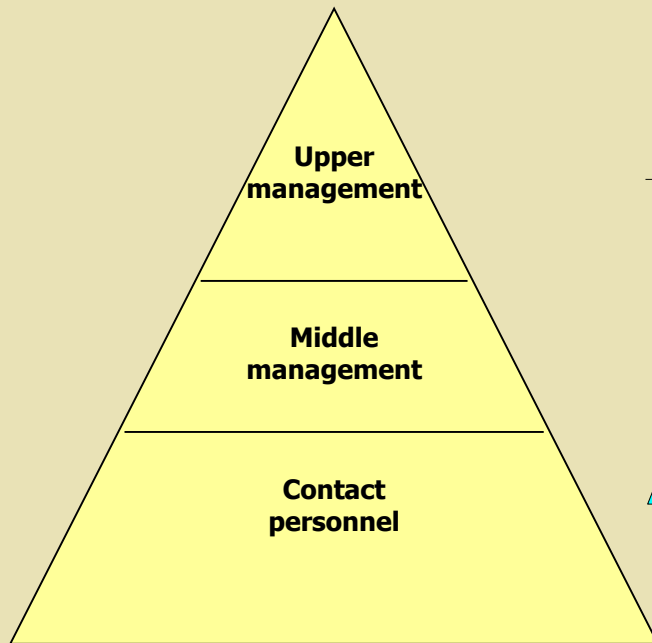 Upper
management
Middle
management
Contact
personnel